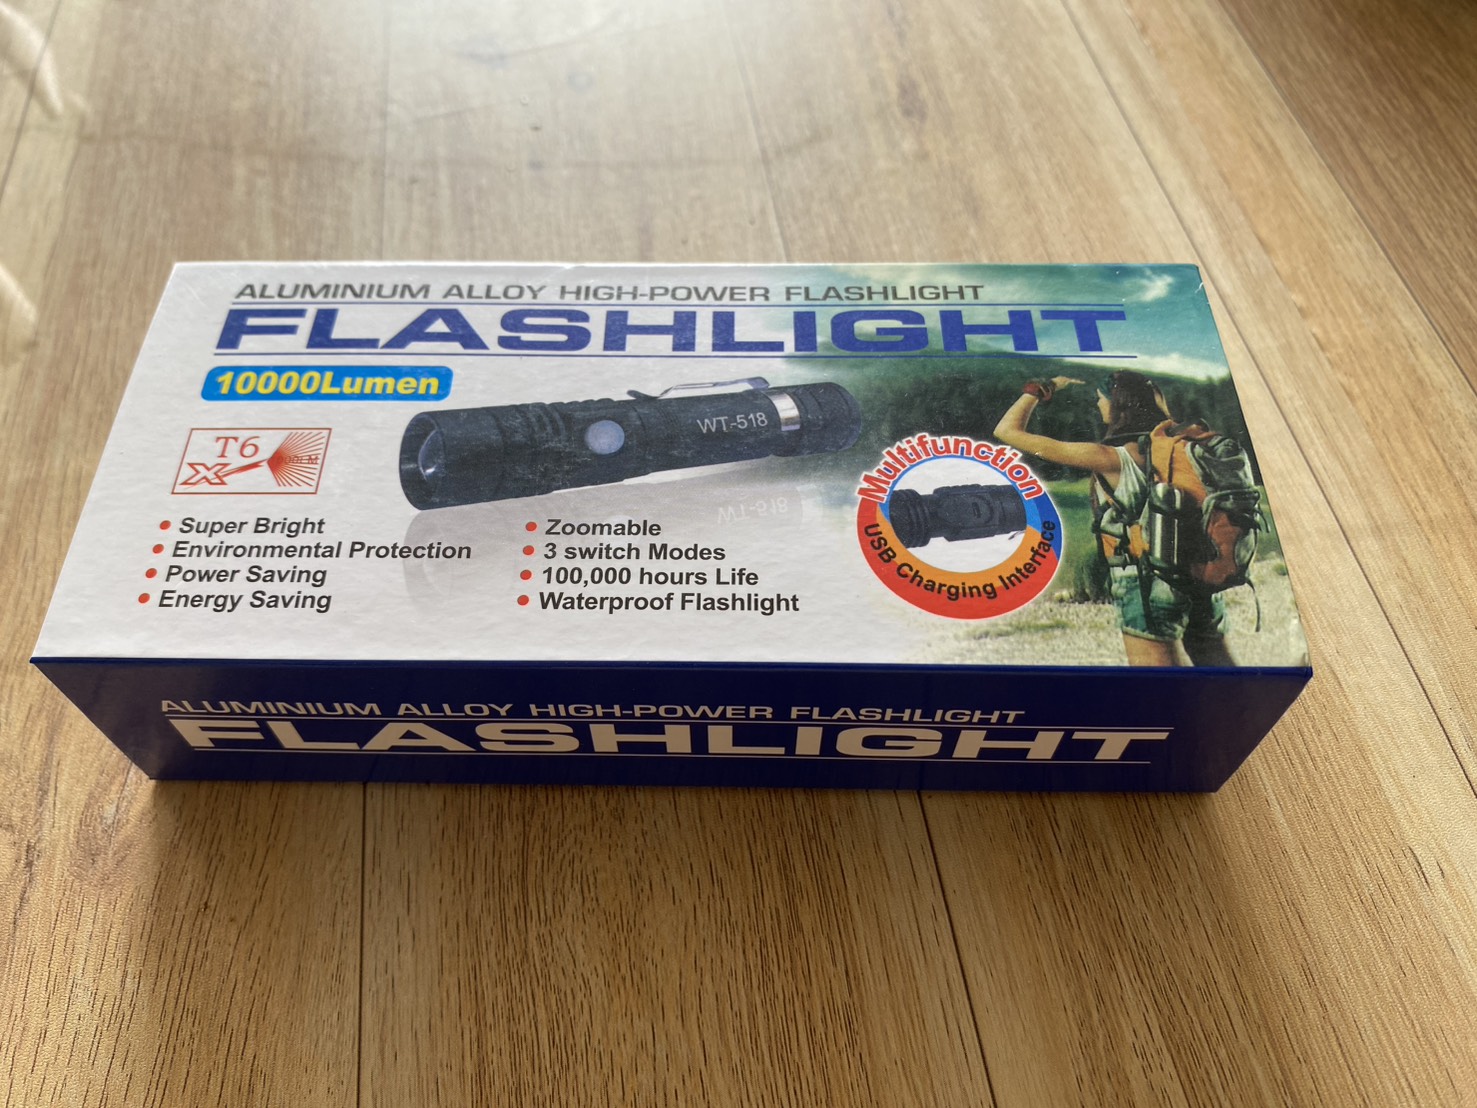 ALUMINIUM ALLOY HIGH-POWER FLASHLIGHT
FLASHLIGHT
10000Lumen
WT-518
T6
X
Multifunction
USB Charging Interface
Super Bright
Environmental Protection
Power Saving
Energy Saving
Zoomable
3 switch Modes
100,000 hours Life
Waterproof Flashlight
ALUMINIUM ALLOY HIGH-POWER FLASHLIGHT
FLASHLIGHT